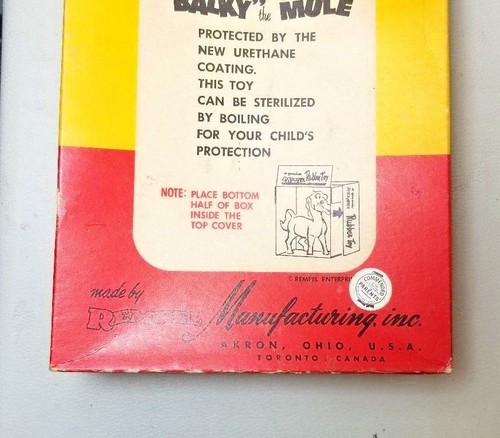 "BALKY" the MULE
PROTECTED BY THE
NEW URETHANE
COATING.
THIS TOY
CAN BE STERILIZED
BY BOILING
FOR YOUR CHILD'S
PROTECTION
NOTE: PLACE BOTTOM
HALF OF BOX
INSIDE THE
TOP COVER
Rubber Toy
Rubber Toy
© REMPEL ENTERPRI
COMMENDED
PARENTS'
made by
REMPEL Manufacturing, inc.
AKRON, OHIO, U.S.A.
TORONTO CANADA